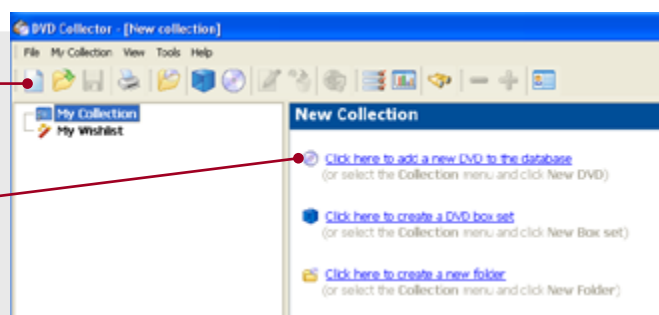 DVD Collector - [New collection]
File My Collection View Tools Help
My Collection
My Wishlist
New Collection
Click here to add a new DVD to the database
(or select the Collection menu and click New DVD)
Click here to create a DVD box set
(or select the Collection menu and click New Box set)
Click here to create a new folder
(or select the Collection menu and click New Folder)